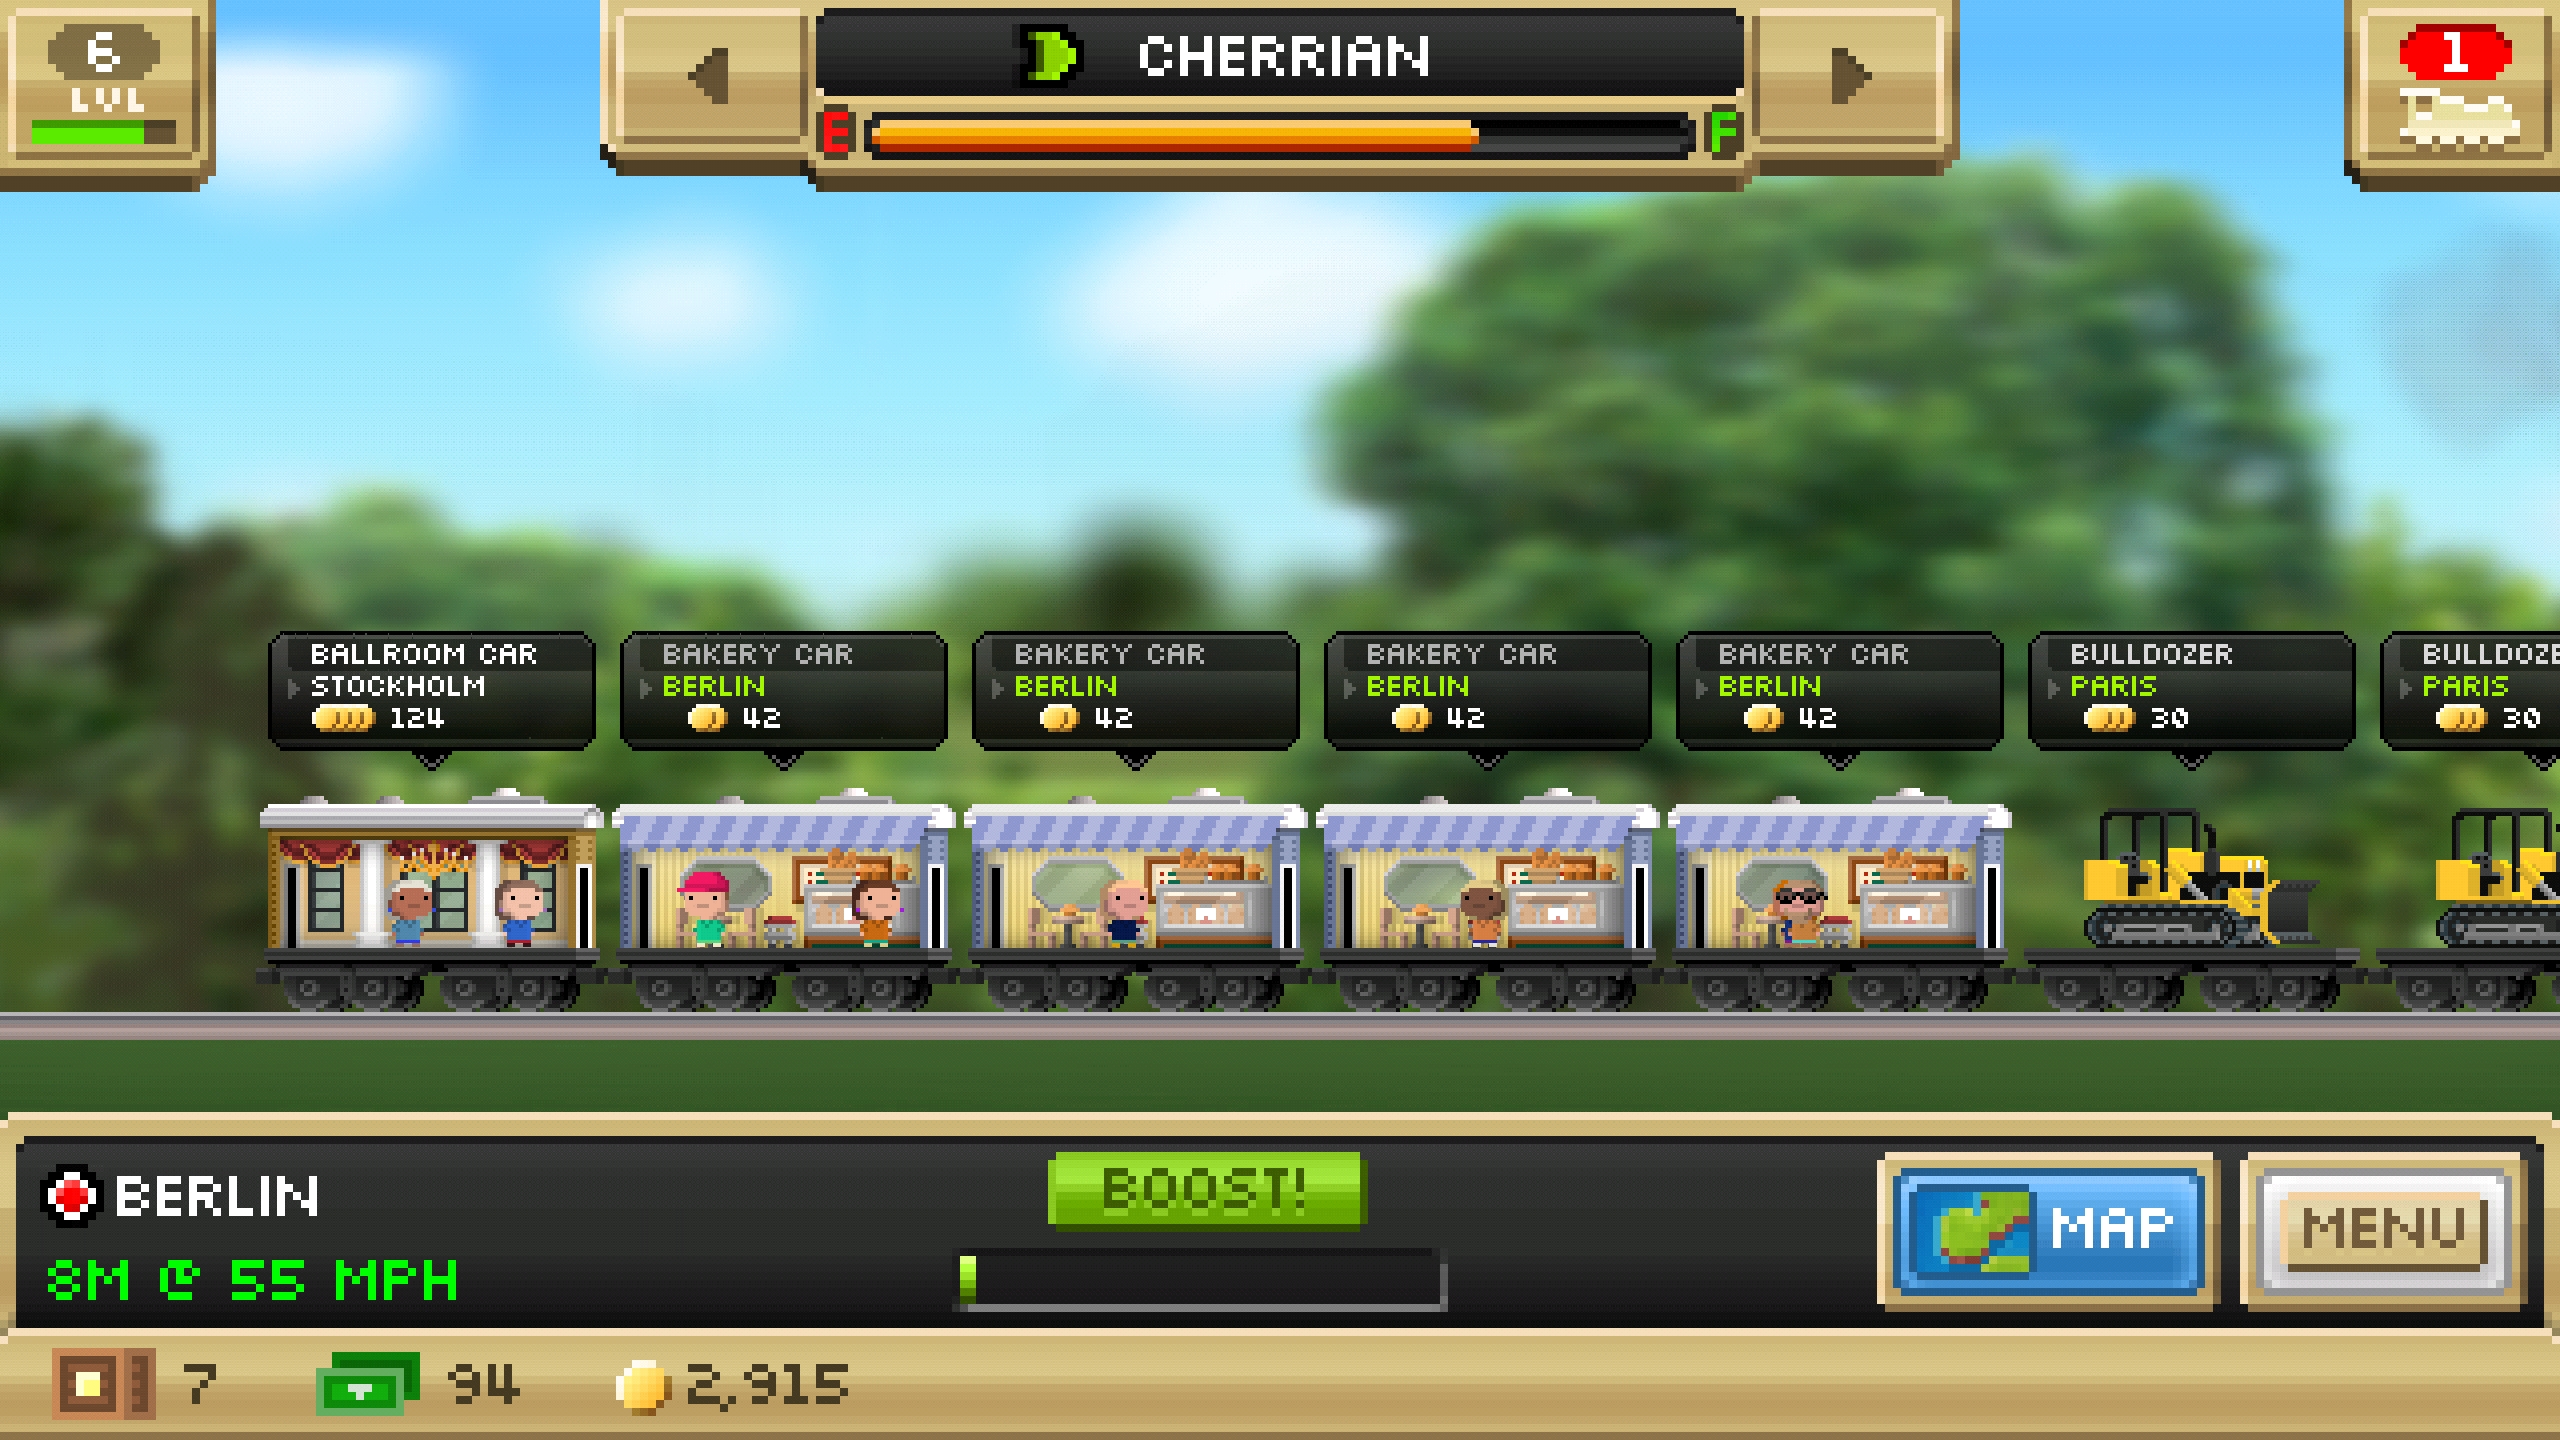 6
LVL
CHERRIAN
E
F
1
BALLROOM CAR
STOCKHOLM
124
BAKERY CAR
BERLIN
42
BAKERY CAR
BERLIN
42
BAKERY CAR
BERLIN
42
BAKERY CAR
BERLIN
42
BULLDOZER
PARIS
30
BULLDOZE
PARIS
30
BERLIN
8M @ 55 MPH
BOOST!
MAP
MENU
7
94
2,915